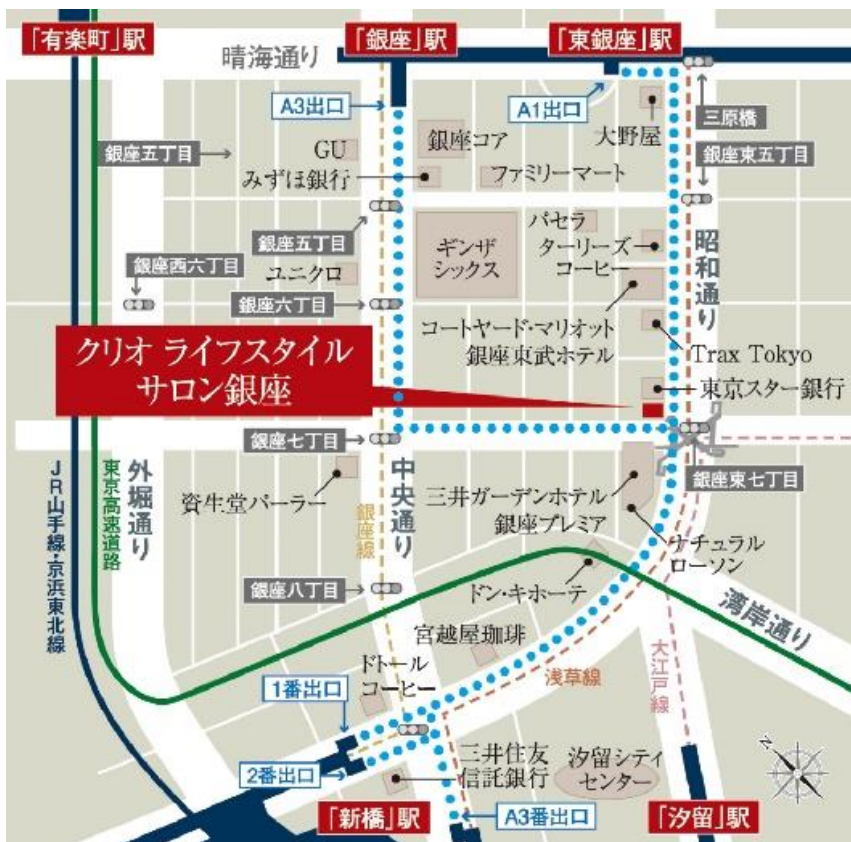 「有楽町」駅
「銀座」駅
「東銀座」駅
晴海通り
A3出口
A1出口
三原橋
銀座五丁目
GU
みずほ銀行
銀座コア
ファミリーマート
大野屋
銀座東五丁目
銀座五丁目
ギンザ
シックス
パセラ
ターリーズ
コーヒー
昭和通り
銀座西六丁目
ユニクロ
銀座六丁目
コートヤード・マリオット
銀座東武ホテル
Trax Tokyo
クリオ ライフスタイル
サロン銀座
東京スター銀行
銀座七丁目
銀座東七丁目
JR山手線・京浜東北線
東京高速道路
外堀通り
資生堂パーラー
銀座線
中央通り
三井ガーデンホテル
銀座プレミア
ナチュラル
ローソン
銀座八丁目
ドン・キホーテ
湾岸通り
宮越屋珈琲
浅草線
大江戸線
ドトール
コーヒー
1番出口
2番出口
三井住友
信託銀行
汐留シティ
センター
N
「新橋」駅
A3番出口
「汐留」駅